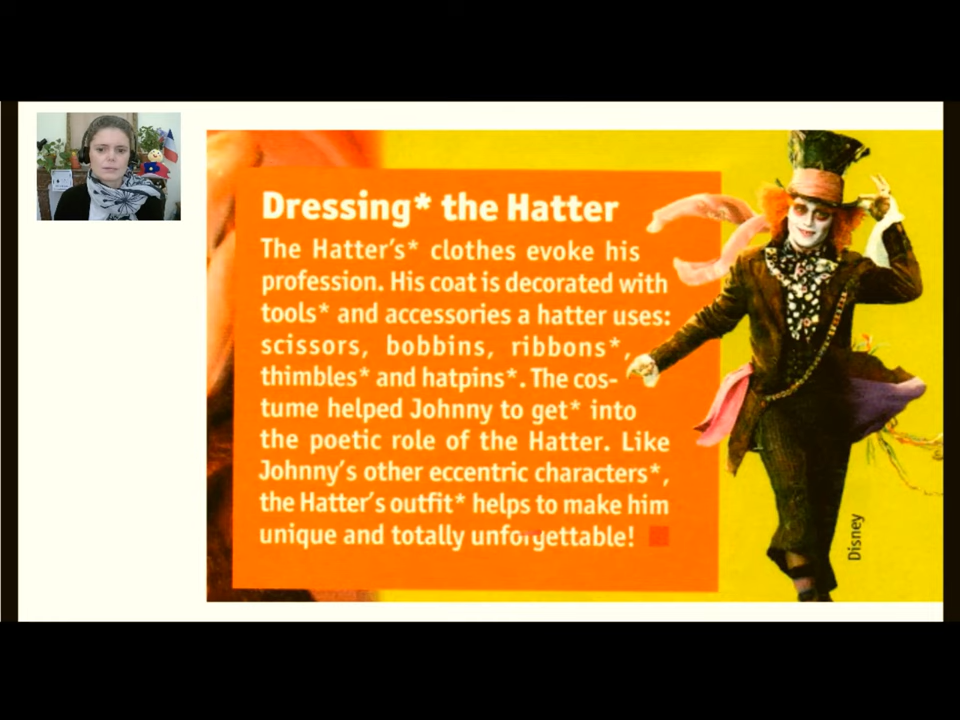 Dressing* the Hatter
The Hatter's* clothes evoke his
profession. His coat is decorated with
tools* and accessories a hatter uses:
scissors, bobbins, ribbons*,
thimbles* and hatpins*. The cos-
tume helped Johnny to get* into
the poetic role of the Hatter. Like
Johnny's other eccentric characters*,
the Hatter's outfit* helps to make him
unique and totally unforgettable!
Disney